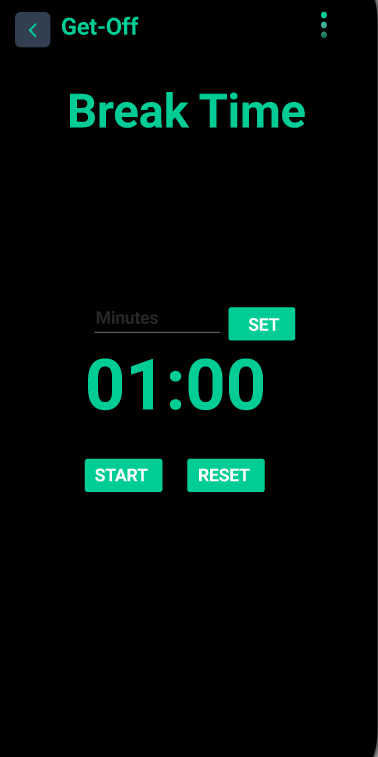 Get-Off
Break Time
Minutes
SET
01:00
START
RESET